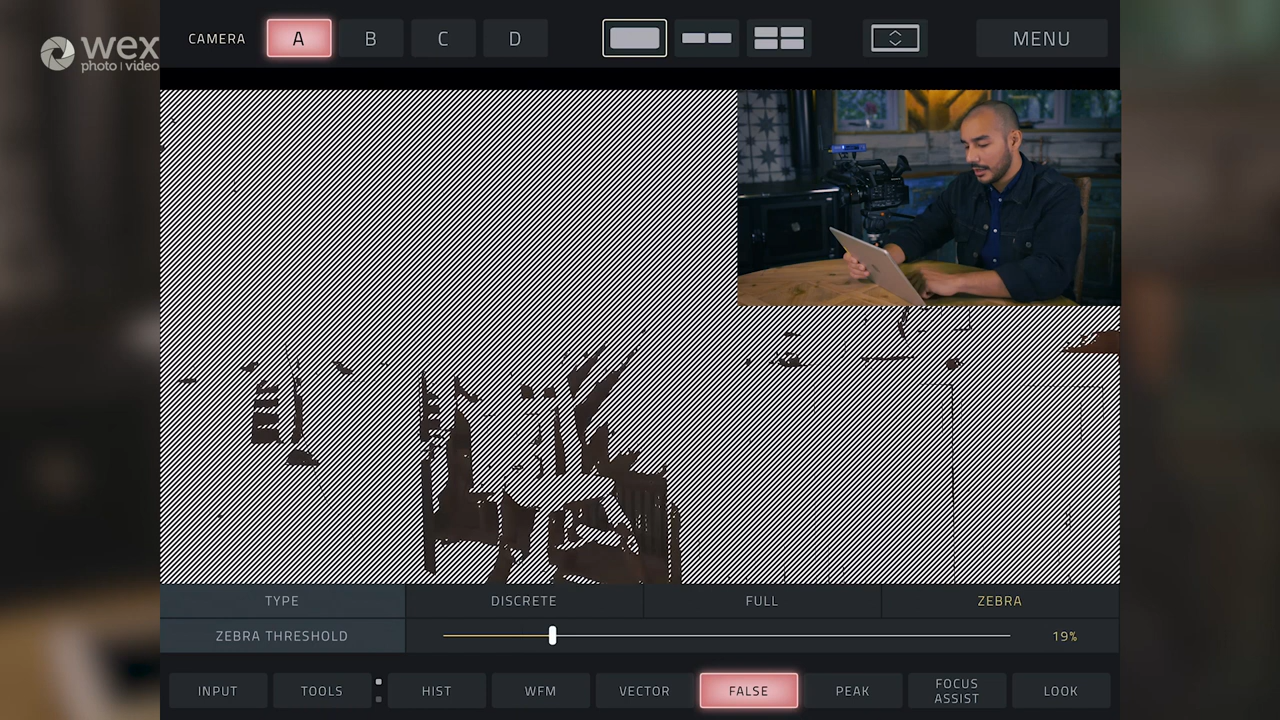 wex
photo | video
CAMERA A B C D MENU
TYPE DISCRETE FULL ZEBRA
ZEBRA THRESHOLD 19%
INPUT TOOLS HIST WFM VECTOR FALSE PEAK FOCUS ASSIST LOOK